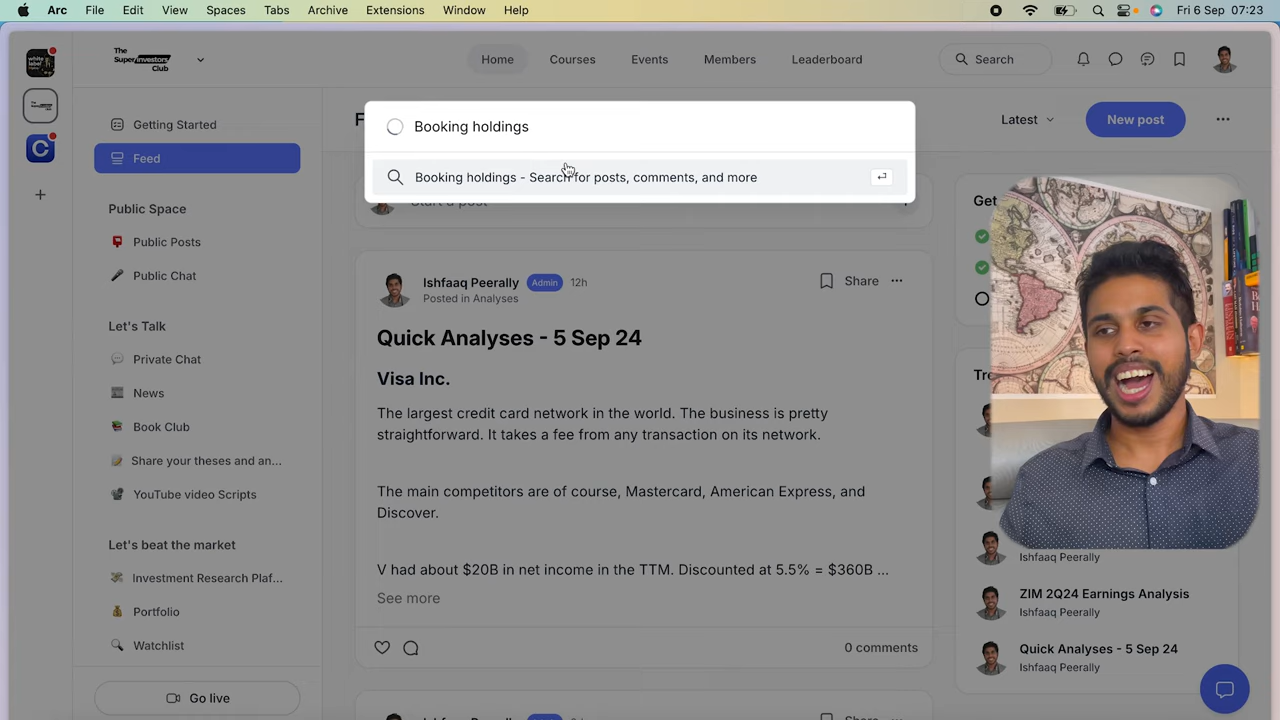 Arc File Edit View Spaces Tabs Archive Extensions Window Help Fri 6 Sep 07:23
white label
The SuperInvestors Club
Home Courses Events Members Leaderboard Search
Getting Started
Feed
Public Space
Public Posts
Public Chat
Let's Talk
Private Chat
News
Book Club
Share your theses and an...
YouTube video Scripts
Let's beat the market
Investment Research Plaf...
Portfolio
Watchlist
Go live
F
Latest
New post
Booking holdings
Booking holdings - Search for posts, comments, and more
Start a post
Ishfaaq Peerally Admin 12h
Posted in Analyses
Share
Quick Analyses - 5 Sep 24
Visa Inc.
The largest credit card network in the world. The business is pretty
straightforward. It takes a fee from any transaction on its network.
The main competitors are of course, Mastercard, American Express, and
Discover.
V had about $20B in net income in the TTM. Discounted at 5.5% = $360B ...
See more
0 comments
Get
Tre
Ishfaaq Peerally
ZIM 2Q24 Earnings Analysis
Ishfaaq Peerally
Quick Analyses - 5 Sep 24
Ishfaaq Peerally